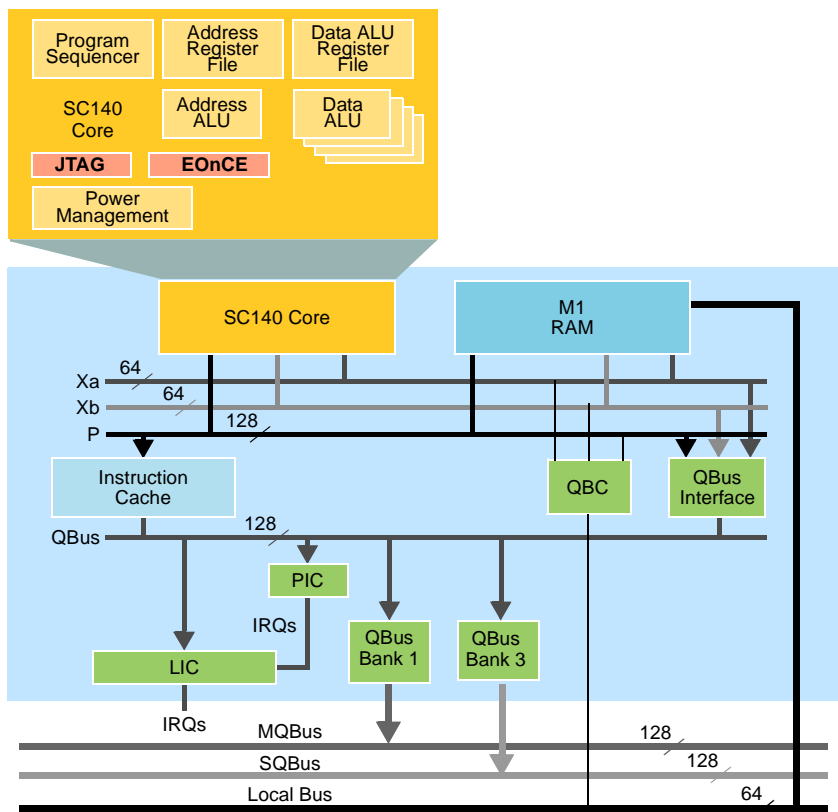 Program
Sequencer
Address
Register
File
Data ALU
Register
File
SC140
Core
Address
ALU
Data
ALU
JTAG
EOnCE
Power
Management
SC140 Core
M1
RAM
Xa
64
Xb
64
P
128
Instruction
Cache
QBC
QBus
Interface
QBus
128
PIC
IRQs
LIC
QBus
Bank 1
QBus
Bank 3
IRQs
MQBus
128
SQBus
128
Local Bus
64